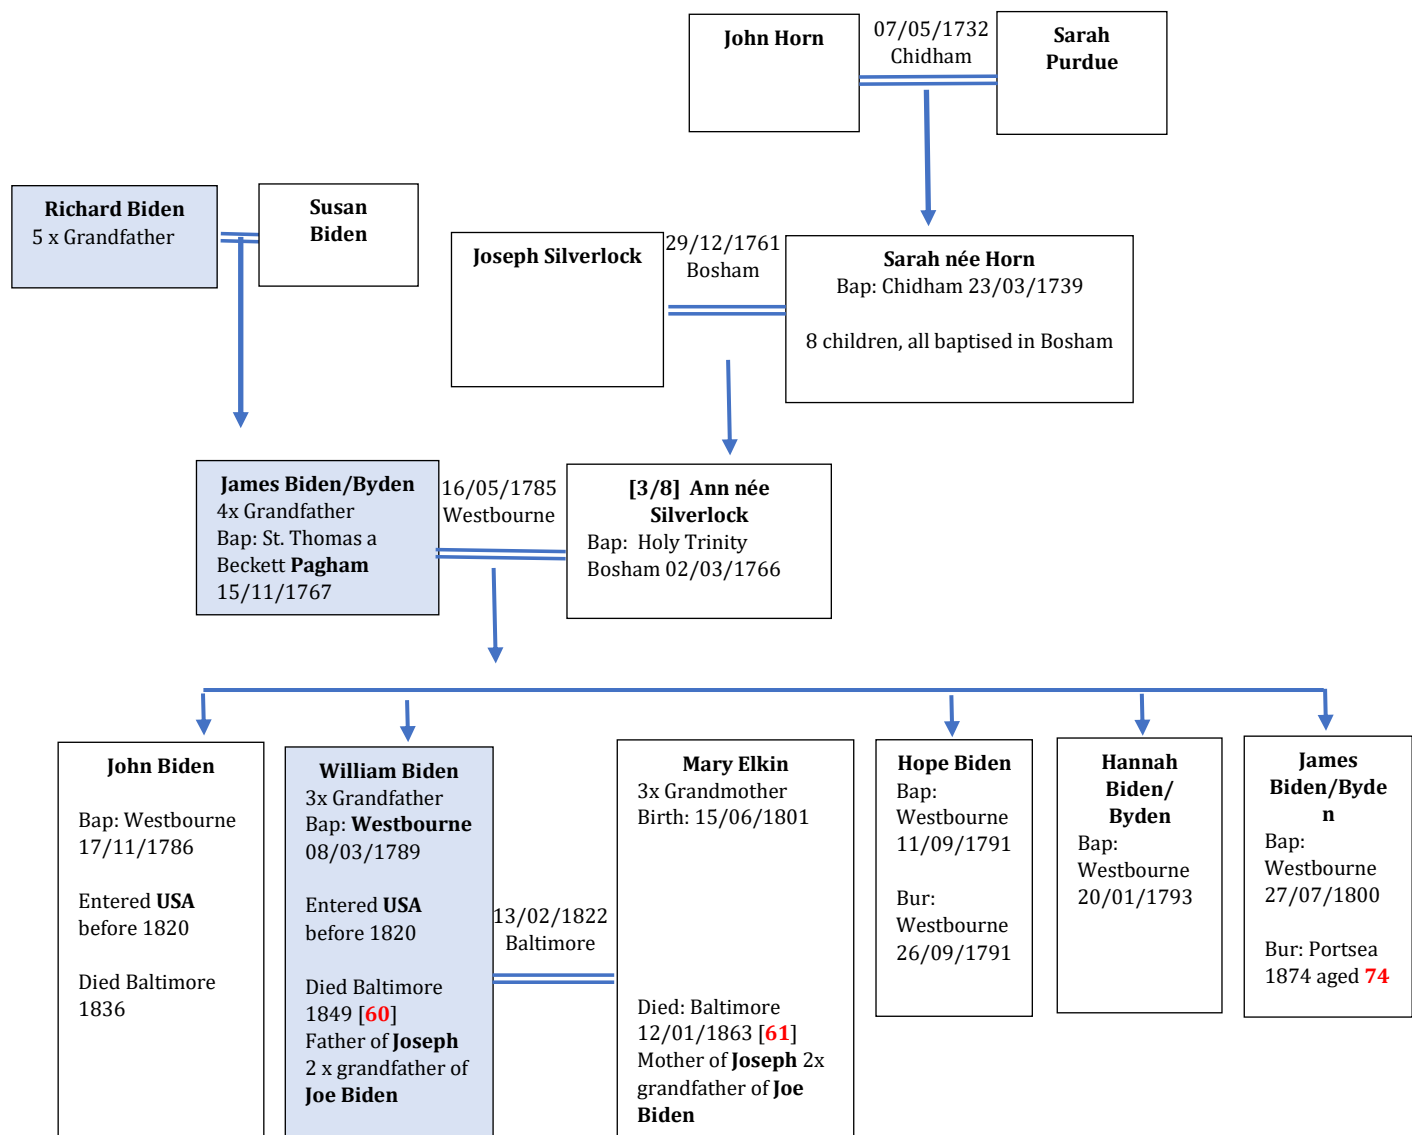 John Horn
07/05/1732
Chidham
Sarah
Purdue
Richard Biden
5 x Grandfather
Susan
Biden
Joseph Silverlock
29/12/1761
Bosham
Sarah née Horn
Bap: Chidham 23/03/1739
8 children, all baptised in Bosham
James Biden/Byden
4x Grandfather
Bap: St. Thomas a
Beckett Pagham
15/11/1767
16/05/1785
Westbourne
[3/8] Ann née
Silverlock
Bap: Holy Trinity
Bosham 02/03/1766
John Biden
Bap: Westbourne
17/11/1786
Entered USA
before 1820
Died Baltimore
1836
William Biden
3x Grandfather
Bap: Westbourne
08/03/1789
Entered USA
before 1820
Died Baltimore
1849 [60]
Father of Joseph
2 x grandfather of
Joe Biden
13/02/1822
Baltimore
Mary Elkin
3x Grandmother
Birth: 15/06/1801
Died: Baltimore
12/01/1863 [61]
Mother of Joseph 2x
grandfather of Joe
Biden
Hope Biden
Bap:
Westbourne
11/09/1791
Bur:
Westbourne
26/09/1791
Hannah
Biden/
Byden
Bap:
Westbourne
20/01/1793
James
Biden/Byde
n
Bap:
Westbourne
27/07/1800
Bur: Portsea
1874 aged 74